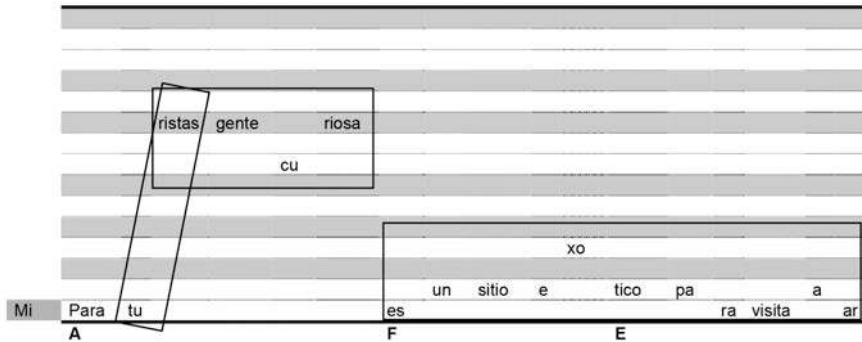 ristas gente riosa
cu
xo
un sitio e tico pa a
Mi Para tu es ra visita ar
A F E